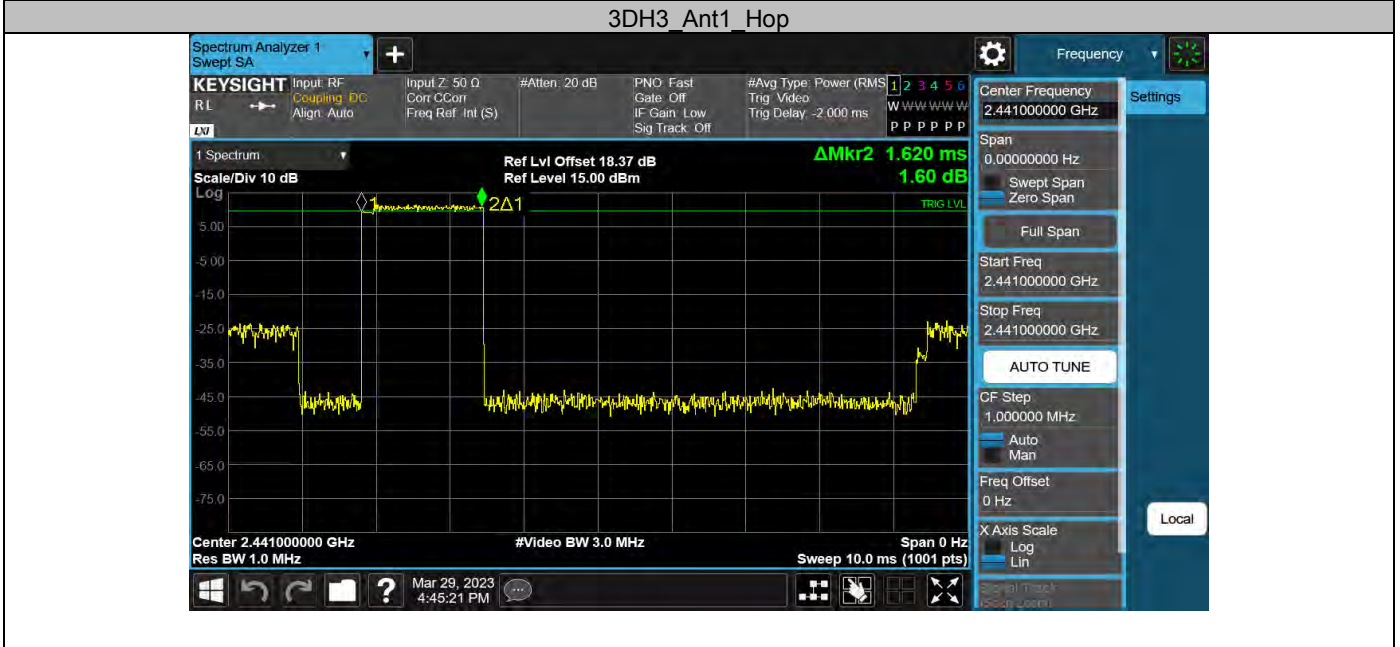 3DH3_Ant1_Hop
Spectrum Analyzer 1
Swept SA
+
Frequency
KEYSIGHT
RL
LXI
Input: RF
Coupling: DC
Align: Auto
Input Z: 50 Ω
Corr CCorr
Freq Ref: Int (S)
#Atten: 20 dB
PNO: Fast
Gate: Off
IF Gain: Low
Sig Track: Off
#Avg Type: Power (RMS
Trig: Video
Trig Delay: -2.000 ms
1 2 3 4 5 6
W W W W W W
P P P P P P
1 Spectrum
Scale/Div 10 dB
Log
Ref Lvl Offset 18.37 dB
Ref Level 15.00 dBm
ΔMkr2 1.620 ms
1.60 dB
1
2Δ1
TRIG LVL
5.00
-5.00
-15.0
-25.0
-35.0
-45.0
-55.0
-65.0
-75.0
Center 2.441000000 GHz
#Video BW 3.0 MHz
Span 0 Hz
Res BW 1.0 MHz
Sweep 10.0 ms (1001 pts)
?
Mar 29, 2023
4:45:21 PM
Center Frequency
2.441000000 GHz
Settings
Span
0.00000000 Hz
Swept Span
Zero Span
Full Span
Start Freq
2.441000000 GHz
Stop Freq
2.441000000 GHz
AUTO TUNE
CF Step
1.000000 MHz
Auto
Man
Freq Offset
0 Hz
X Axis Scale
Log
Lin
Local
Signal Track
(Span Zoom)